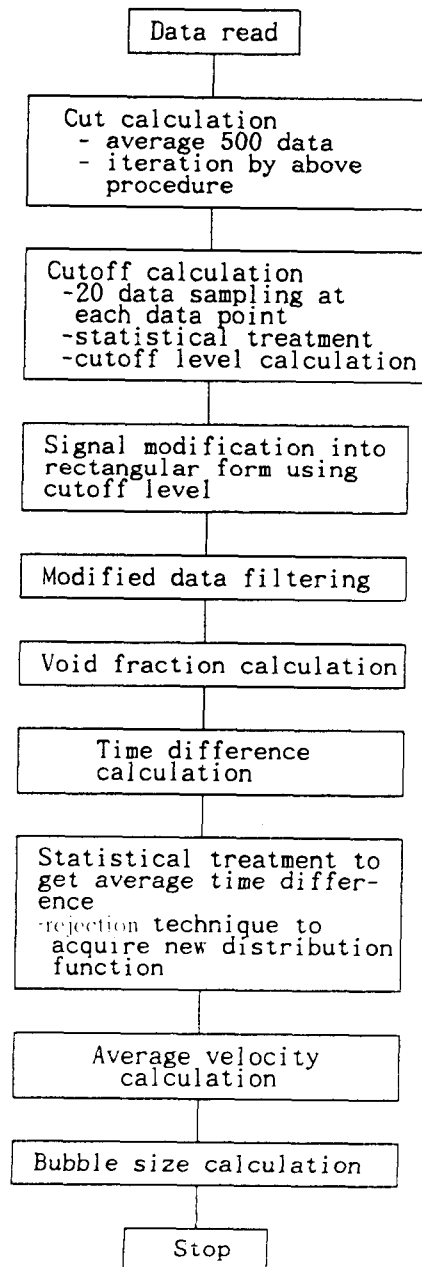 Data read
Cut calculation
- average 500 data
- iteration by above
procedure
Cutoff calculation
-20 data sampling at
each data point
-statistical treatment
-cutoff level calculation
Signal modification into
rectangular form using
cutoff level
Modified data filtering
Void fraction calculation
Time difference
calculation
Statistical treatment to
get average time differ-
ence
-rejection technique to
acquire new distribution
function
Average velocity
calculation
Bubble size calculation
Stop